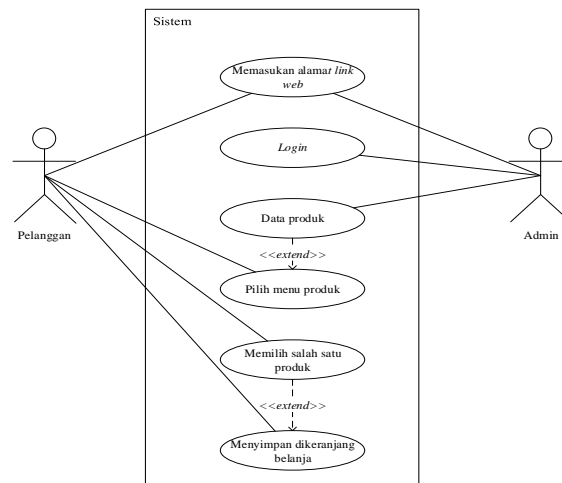 Sistem
Memasukan alamat link
web
Login
Data produk
Pelanggan
Admin
<<extend>>
Pilih menu produk
Memilih salah satu
produk
<<extend>>
Menyimpan dikeranjang
belanja